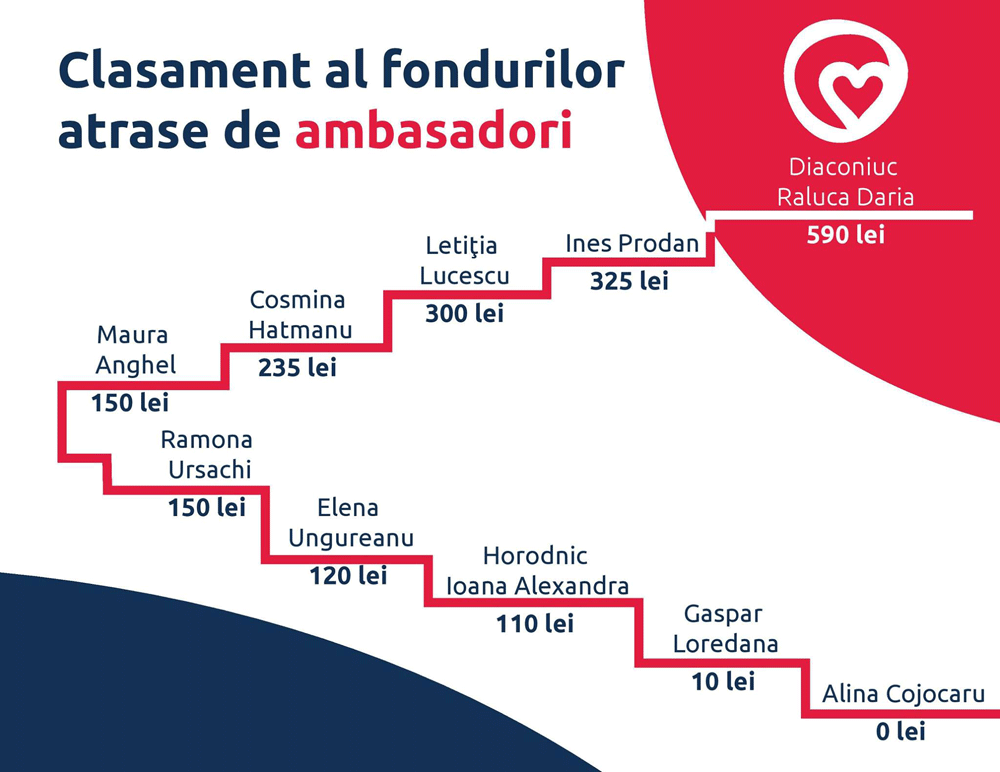 Clasament al fondurilor
atrase de ambasadori
Diaconiuc
Raluca Daria
590 lei
Ines Prodan
325 lei
Letiţia
Lucescu
300 lei
Cosmina
Hatmanu
235 lei
Maura
Anghel
150 lei
Ramona
Ursachi
150 lei
Elena
Ungureanu
120 lei
Horodnic
Ioana Alexandra
110 lei
Gaspar
Loredana
10 lei
Alina Cojocaru
0 lei